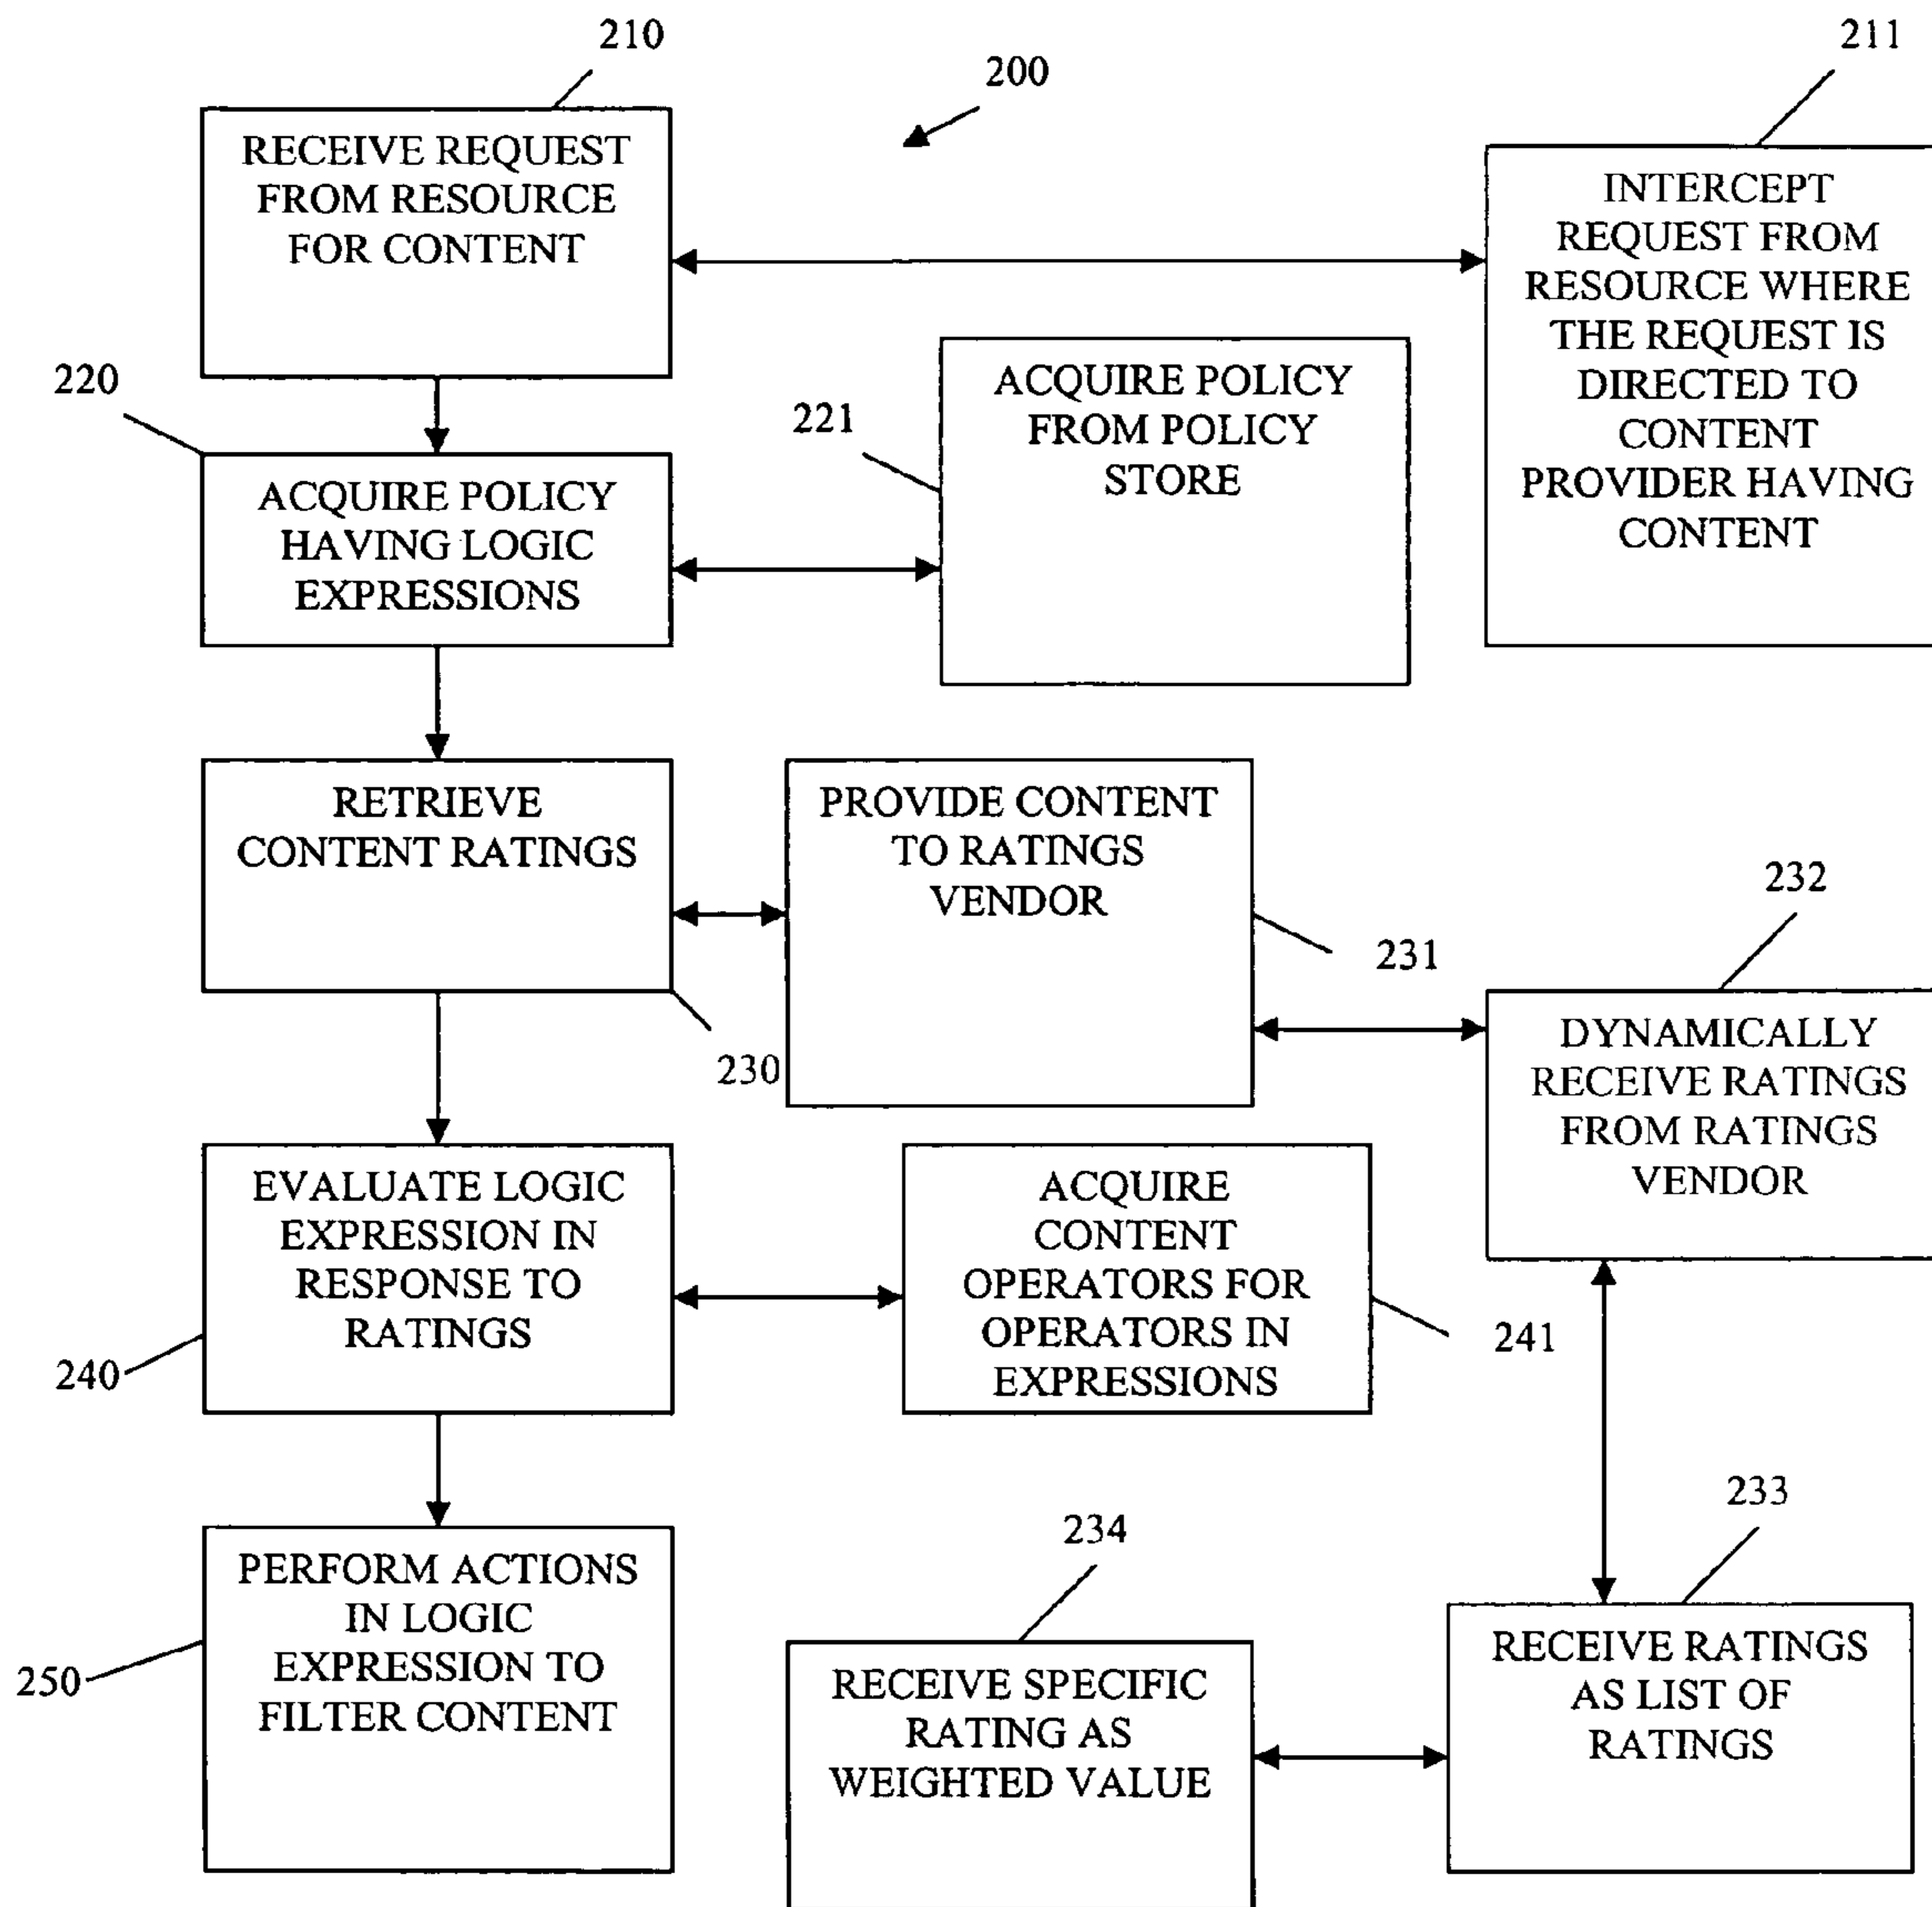 210
200
211
RECEIVE REQUEST
FROM RESOURCE
FOR CONTENT
INTERCEPT
REQUEST FROM
RESOURCE WHERE
THE REQUEST IS
DIRECTED TO
CONTENT
PROVIDER HAVING
CONTENT
220
ACQUIRE POLICY
HAVING LOGIC
EXPRESSIONS
221
ACQUIRE POLICY
FROM POLICY
STORE
RETRIEVE
CONTENT RATINGS
230
PROVIDE CONTENT
TO RATINGS
VENDOR
231
232
DYNAMICALLY
RECEIVE RATINGS
FROM RATINGS
VENDOR
EVALUATE LOGIC
EXPRESSION IN
RESPONSE TO
RATINGS
240
ACQUIRE
CONTENT
OPERATORS FOR
OPERATORS IN
EXPRESSIONS
241
PERFORM ACTIONS
IN LOGIC
EXPRESSION TO
FILTER CONTENT
250
234
RECEIVE SPECIFIC
RATING AS
WEIGHTED VALUE
233
RECEIVE RATINGS
AS LIST OF
RATINGS